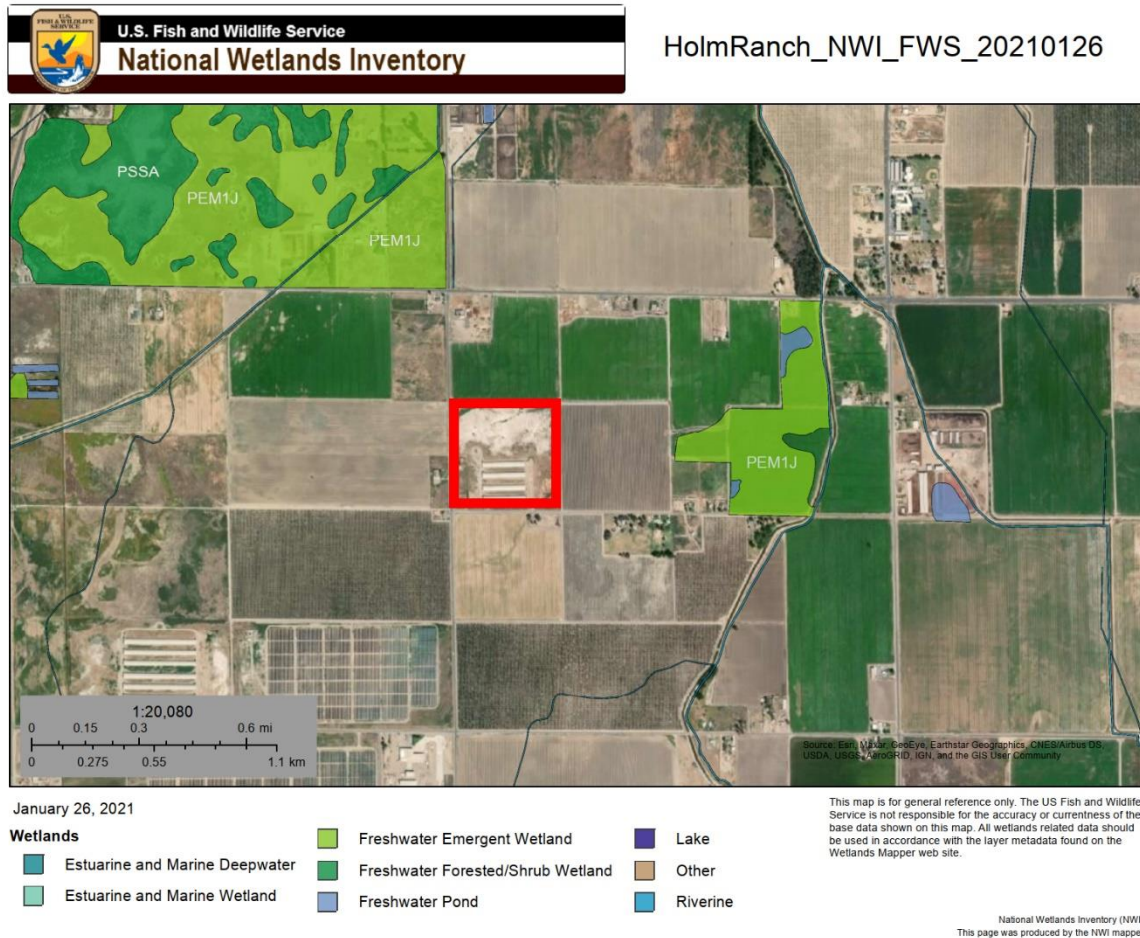 U.S.
FISH & WILDLIFE
SERVICE
U.S. Fish and Wildlife Service
National Wetlands Inventory
HolmRanch_NWI_FWS_20210126
PSSA
PEM1J
PEM1J
PEM1J
1:20,080
0 0.15 0.3 0.6 mi
0 0.275 0.55 1.1 km
Source: Esri, Maxar, GeoEye, Earthstar Geographics, CNES/Airbus DS,
USDA, USGS, AeroGRID, IGN, and the GIS User Community
January 26, 2021
Wetlands
Estuarine and Marine Deepwater
Estuarine and Marine Wetland
Freshwater Emergent Wetland
Freshwater Forested/Shrub Wetland
Freshwater Pond
Lake
Other
Riverine
This map is for general reference only. The US Fish and Wildlife
Service is not responsible for the accuracy or currentness of the
base data shown on this map. All wetlands related data should
be used in accordance with the layer metadata found on the
Wetlands Mapper web site.
National Wetlands Inventory (NWI
This page was produced by the NWI mappe